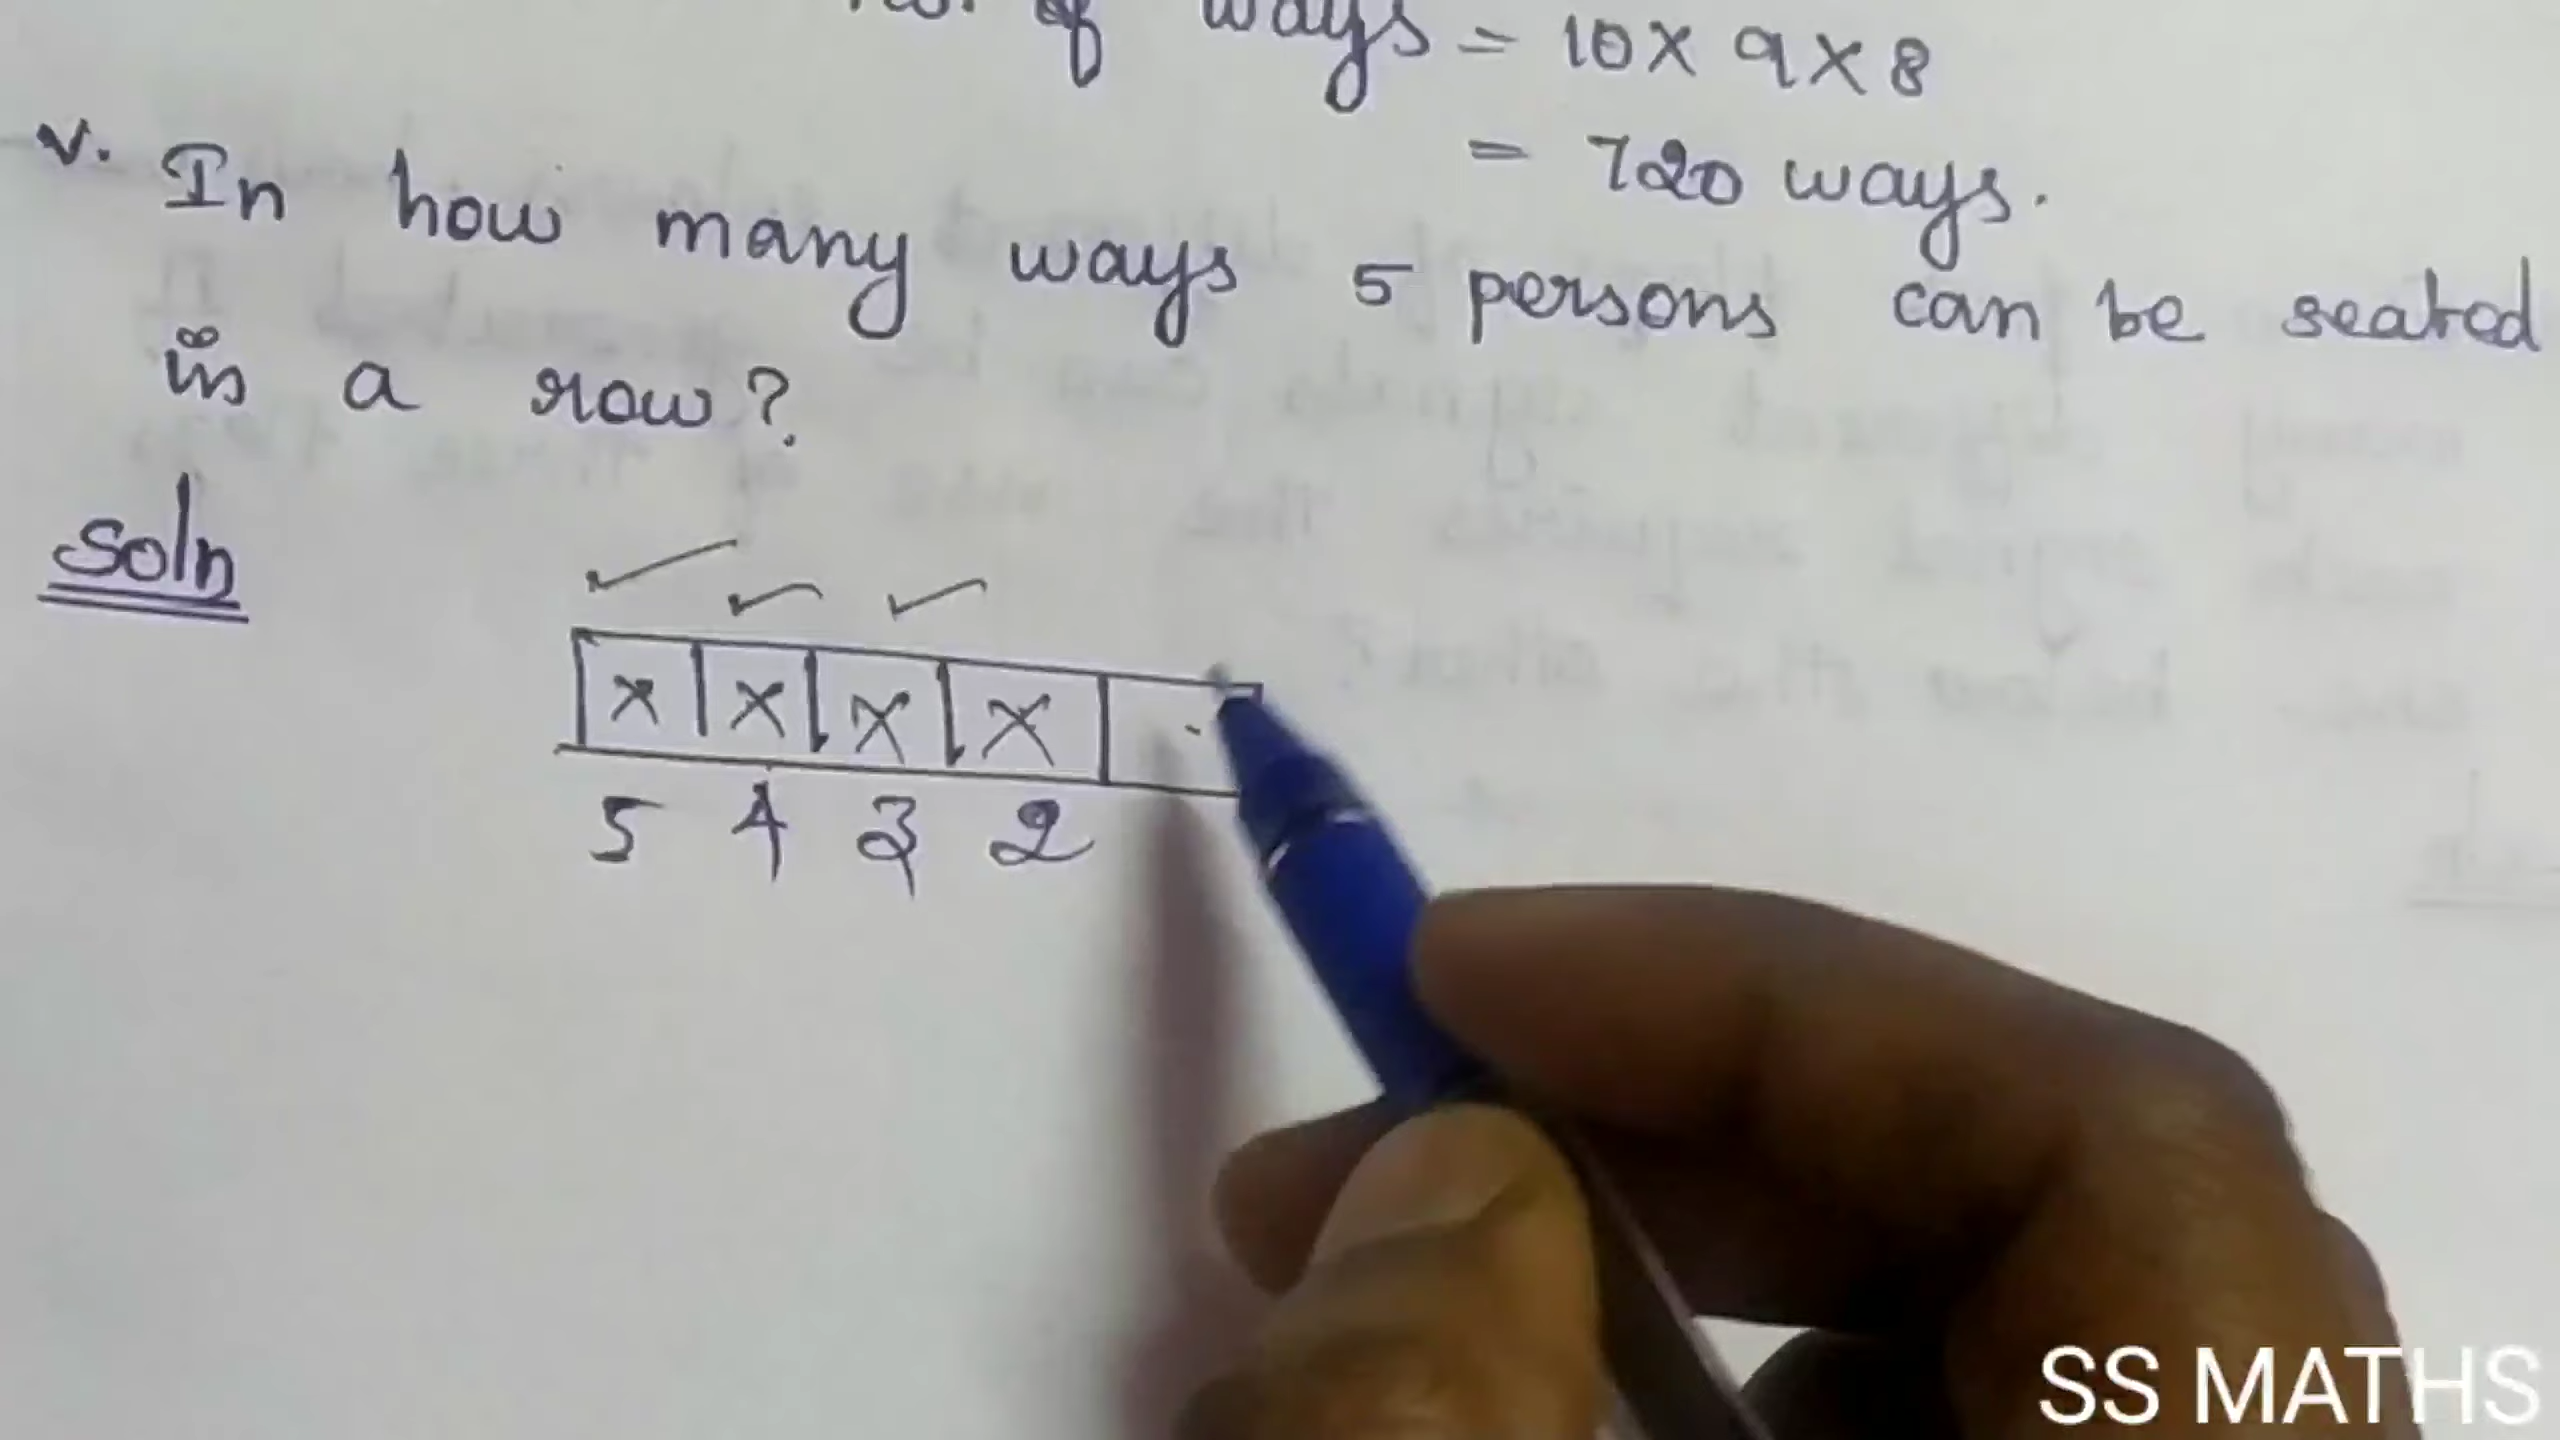 of ways = 10 × 9 × 8
= 720 ways.
v. In how many ways 5 persons can be seated
in a row?
Soln
× × × ×
5 4 3 2
SS MATHS